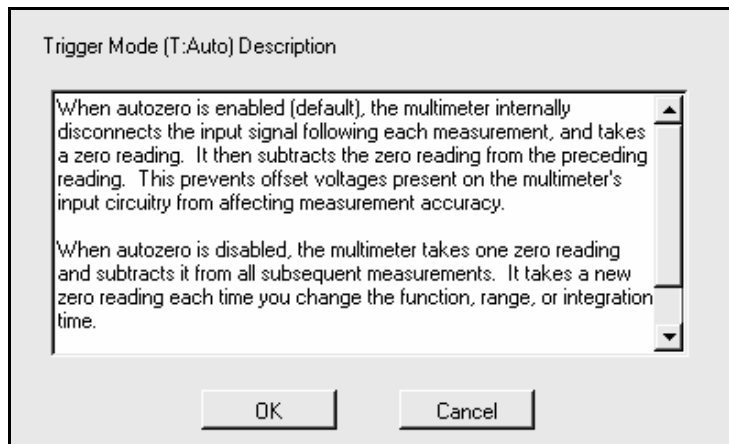 Trigger Mode (T:Auto) Description
When autozero is enabled (default), the multimeter internally
disconnects the input signal following each measurement, and takes
a zero reading.  It then subtracts the zero reading from the preceding
reading.  This prevents offset voltages present on the multimeter's
input circuitry from affecting measurement accuracy.
When autozero is disabled, the multimeter takes one zero reading
and subtracts it from all subsequent measurements.  It takes a new
zero reading each time you change the function, range, or integration
time.
OK Cancel